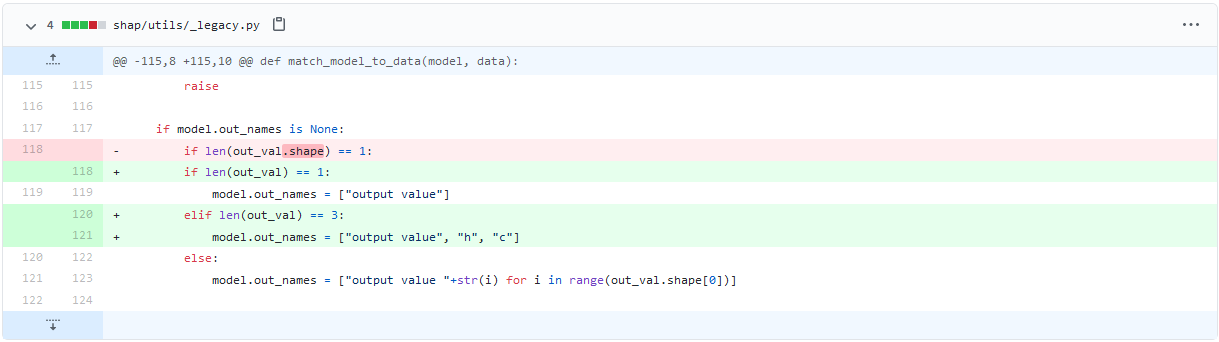 4 shap/utils/_legacy.py
@@ -115,8 +115,10 @@ def match_model_to_data(model, data):
115 115 raise
116 116
117 117 if model.out_names is None:
118 - if len(out_val.shape) == 1:
118 + if len(out_val) == 1:
119 119 model.out_names = ["output value"]
120 + elif len(out_val) == 3:
121 + model.out_names = ["output value", "h", "c"]
120 122 else:
121 123 model.out_names = ["output value "+str(i) for i in range(out_val.shape[0])]
122 124